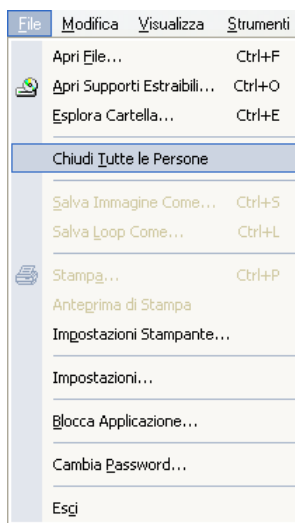 File Modifica Visualizza Strumenti
Apri File... Ctrl+F
Apri Supporti Estraibili... Ctrl+O
Esplora Cartella... Ctrl+E
Chiudi Tutte le Persone
Salva Immagine Come... Ctrl+S
Salva Loop Come... Ctrl+L
Stampa... Ctrl+P
Anteprima di Stampa
Impostazioni Stampante...
Impostazioni...
Blocca Applicazione...
Cambia Password...
Esci